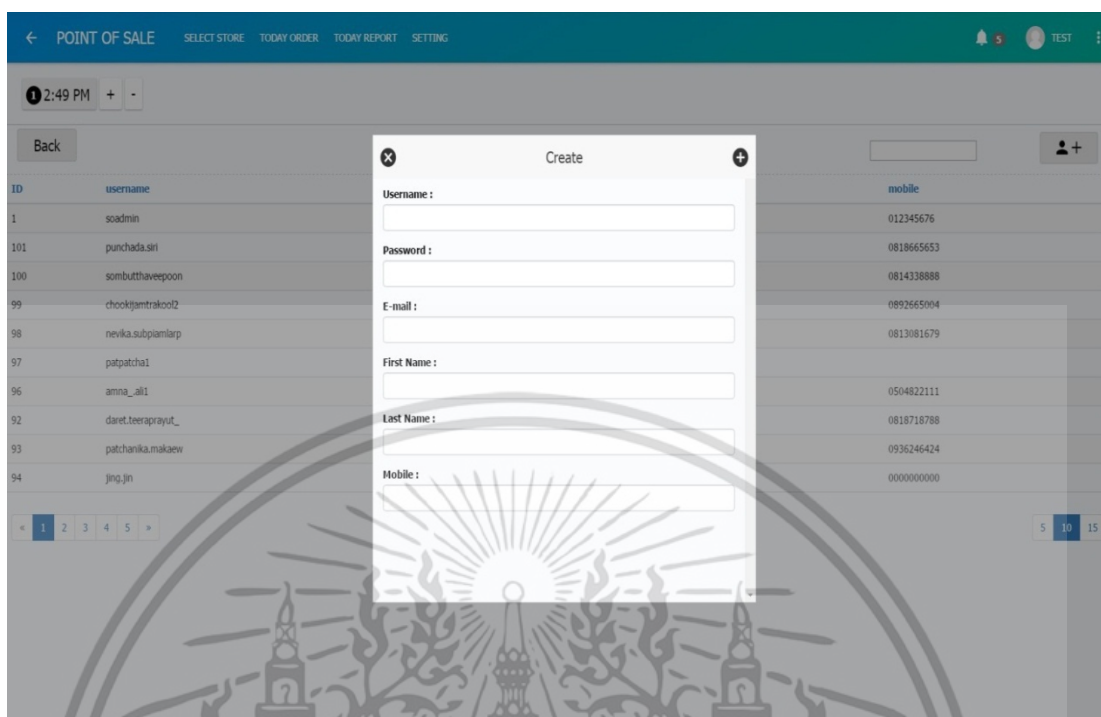 ← POINT OF SALE SELECT STORE TODAY ORDER TODAY REPORT SETTING 5 TEST
1 2:49 PM + -
Back Create +
ID username mobile
Username :
1 soadmin 012345676
101 punchada.siri Password : 0818665653
100 sombutthaveepoon 0814338888
99 chookijamtrakool2 E-mail : 0892665004
98 nevika.subpiamlarp 0813081679
97 patpatcha1 First Name :
96 amna_.ali1 0504822111
92 daret.teeraprayut_ Last Name : 0818718788
93 patchanika.makaew 0936246424
94 jing.jin Mobile : 0000000000
« 1 2 3 4 5 » 5 10 15